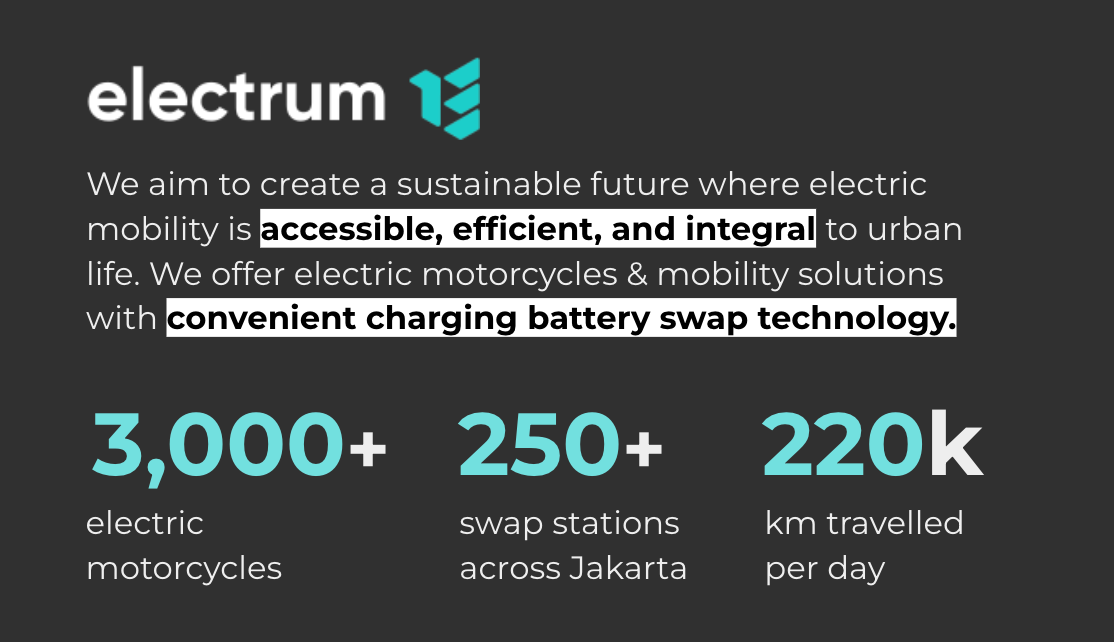 electrum
We aim to create a sustainable future where electric
mobility is accessible, efficient, and integral to urban
life. We offer electric motorcycles & mobility solutions
with convenient charging battery swap technology.
3,000+
electric
motorcycles
250+
swap stations
across Jakarta
220k
km travelled
per day